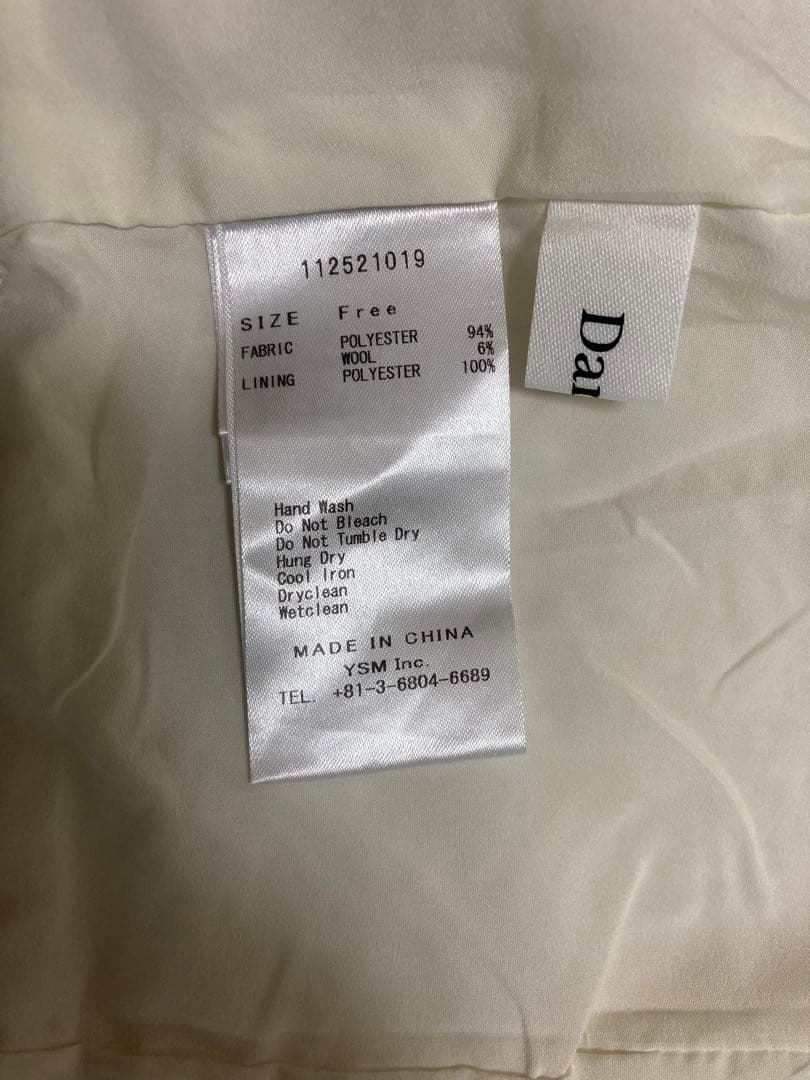 112521019
SIZE Free
FABRIC POLYESTER 94%
WOOL 6%
LINING POLYESTER 100%
Hand Wash
Do Not Bleach
Do Not Tumble Dry
Hung Dry
Cool Iron
Dryclean
Wetclean
MADE IN CHINA
YSM Inc.
TEL. +81-3-6804-6689